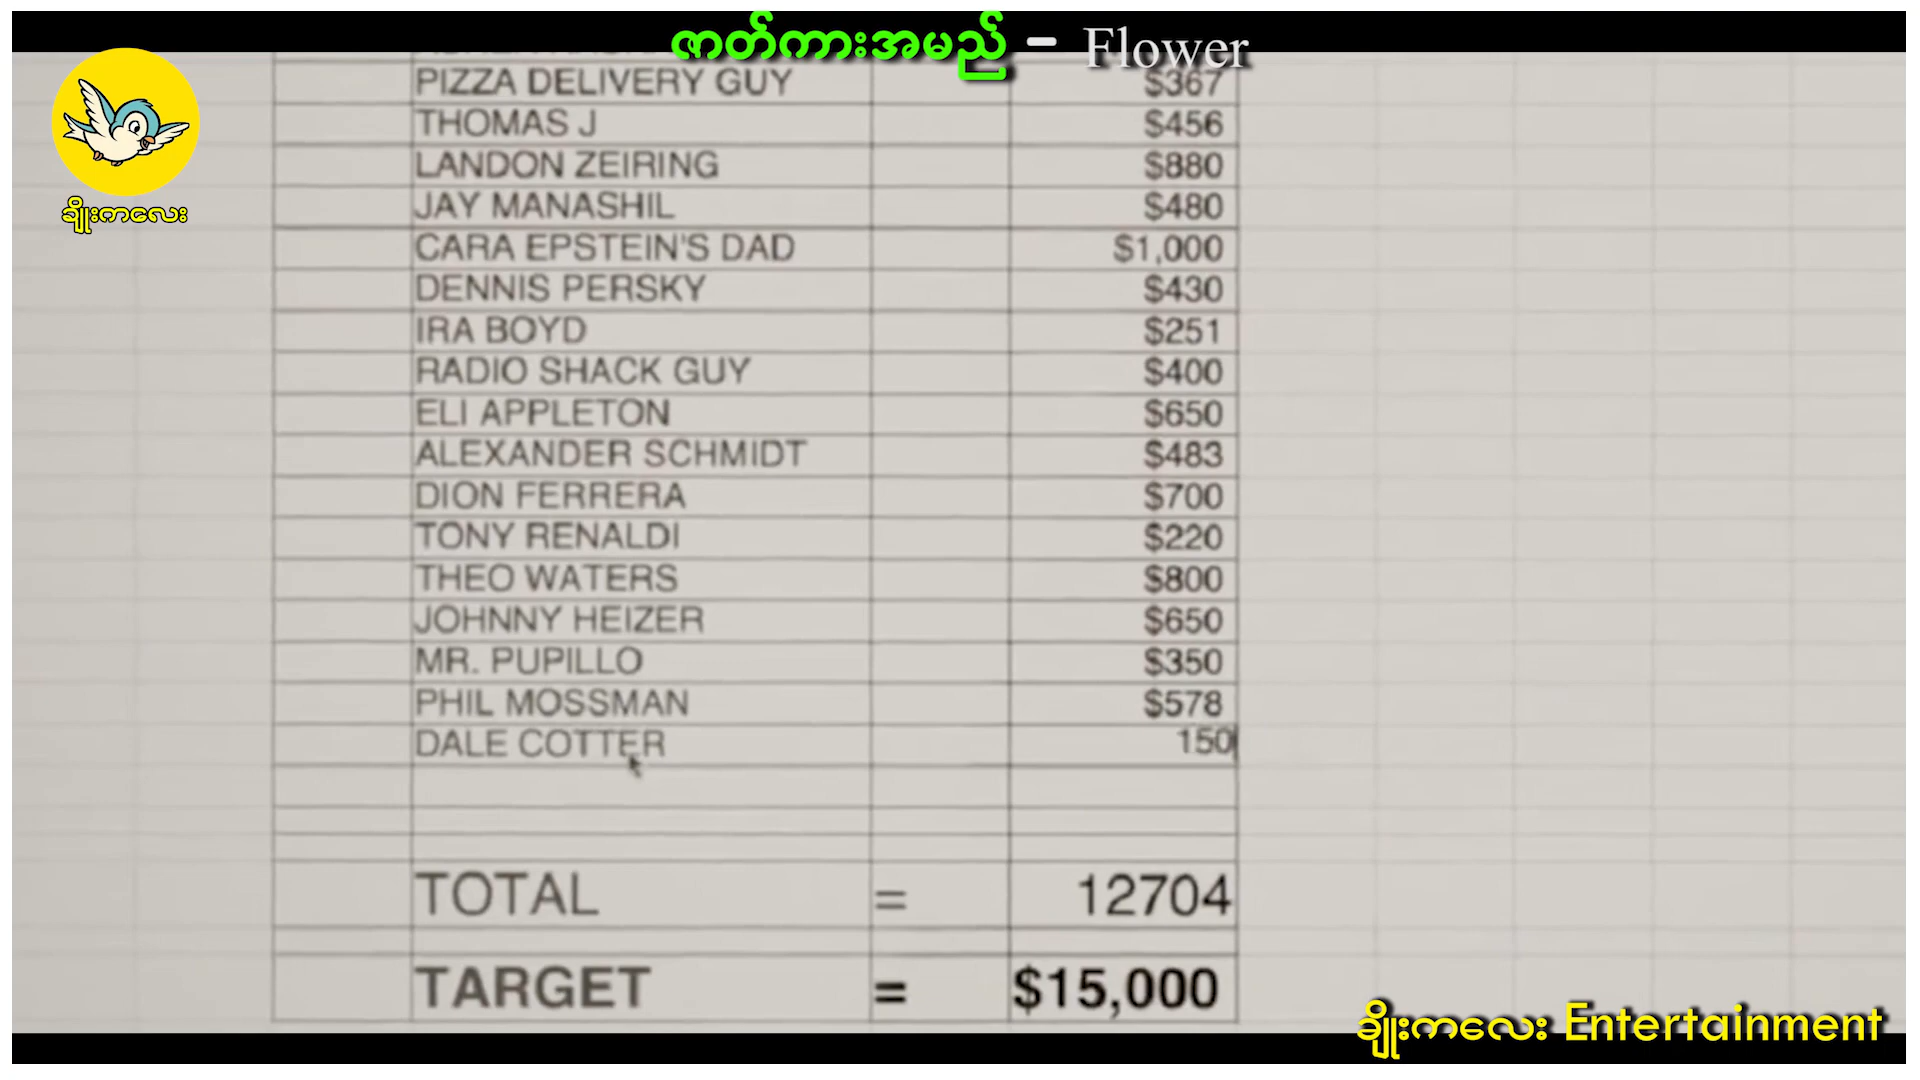 ဇာတ်ကားအမည် - Flower
ချိုးကလေး
PIZZA DELIVERY GUY $367
THOMAS J $456
LANDON ZEIRING $880
JAY MANASHIL $480
CARA EPSTEIN'S DAD $1,000
DENNIS PERSKY $430
IRA BOYD $251
RADIO SHACK GUY $400
ELI APPLETON $650
ALEXANDER SCHMIDT $483
DION FERRERA $700
TONY RENALDI $220
THEO WATERS $800
JOHNNY HEIZER $650
MR. PUPILLO $350
PHIL MOSSMAN $578
DALE COTTER 150
TOTAL = 12704
TARGET = $15,000
ချိုးကလေး Entertainment